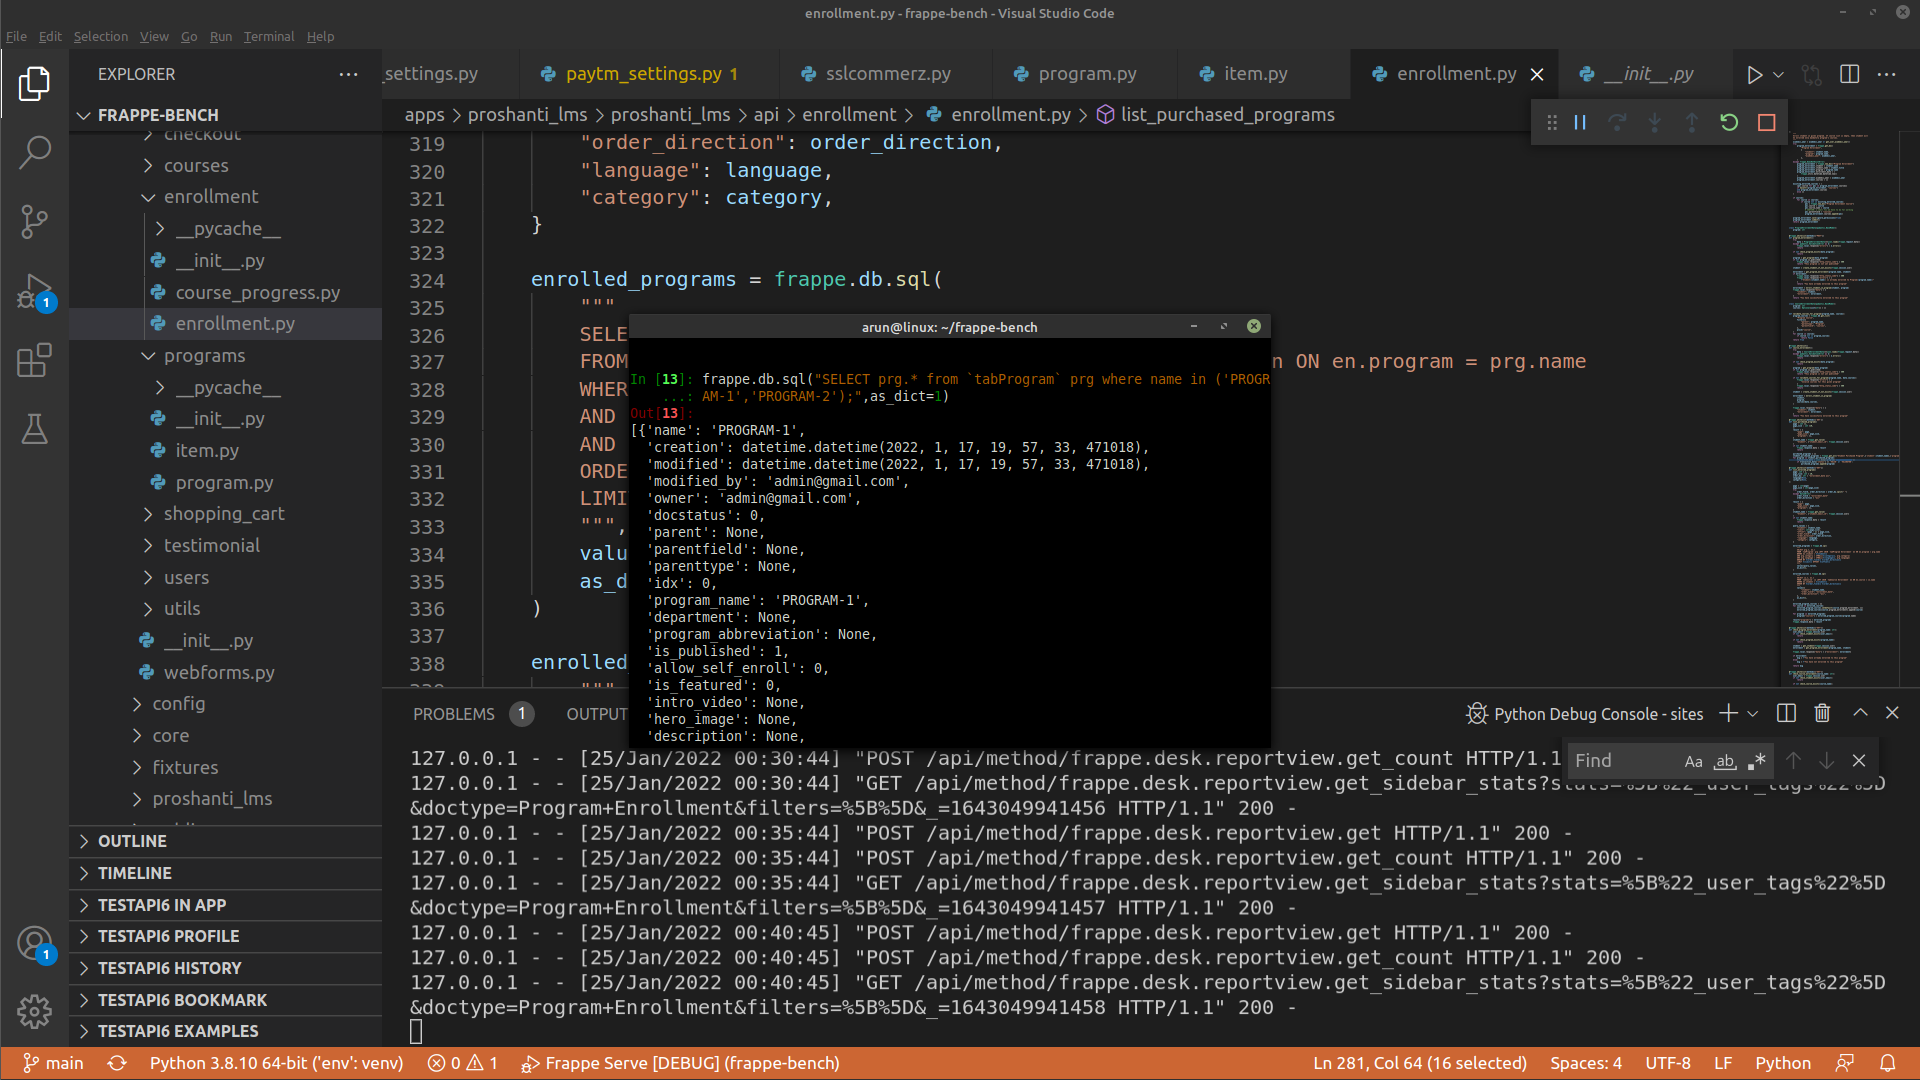 enrollment.py - frappe-bench - Visual Studio Code
File Edit Selection View Go Run Terminal Help
EXPLORER
_settings.py
paytm_settings.py 1
sslcommerz.py
program.py
item.py
enrollment.py
__init__.py
FRAPPE-BENCH
apps > proshanti_lms > proshanti_lms > api > enrollment > enrollment.py > list_purchased_programs
checkout
courses
enrollment
__pycache__
__init__.py
course_progress.py
enrollment.py
programs
__pycache__
__init__.py
item.py
program.py
shopping_cart
testimonial
users
utils
__init__.py
webforms.py
config
core
fixtures
proshanti_lms
OUTLINE
TIMELINE
TESTAPI6 IN APP
TESTAPI6 PROFILE
TESTAPI6 HISTORY
TESTAPI6 BOOKMARK
TESTAPI6 EXAMPLES
319 "order_direction": order_direction,
320 "language": language,
321 "category": category,
322 }
323
324 enrolled_programs = frappe.db.sql(
325 """
326 SELE
327 FROM n ON en.program = prg.name
328 WHER
329 AND
330 AND
331 ORDE
332 LIMI
333 """,
334 valu
335 as_d
336 )
337
338 enrolled
arun@linux: ~/frappe-bench
In [13]: frappe.db.sql("SELECT prg.* from `tabProgram` prg where name in ('PROGR
...: AM-1','PROGRAM-2');",as_dict=1)
Out[13]:
[{'name': 'PROGRAM-1',
'creation': datetime.datetime(2022, 1, 17, 19, 57, 33, 471018),
'modified': datetime.datetime(2022, 1, 17, 19, 57, 33, 471018),
'modified_by': 'admin@gmail.com',
'owner': 'admin@gmail.com',
'docstatus': 0,
'parent': None,
'parentfield': None,
'parenttype': None,
'idx': 0,
'program_name': 'PROGRAM-1',
'department': None,
'program_abbreviation': None,
'is_published': 1,
'allow_self_enroll': 0,
'is_featured': 0,
'intro_video': None,
'hero_image': None,
'description': None,
PROBLEMS 1 OUTPUT
Python Debug Console - sites
Find Aa ab
127.0.0.1 - - [25/Jan/2022 00:30:44] "POST /api/method/frappe.desk.reportview.get_count HTTP/1.1
127.0.0.1 - - [25/Jan/2022 00:30:44] "GET /api/method/frappe.desk.reportview.get_sidebar_stats?stats=%5B%22_user_tags%22%5D
&doctype=Program+Enrollment&filters=%5B%5D&_=1643049941456 HTTP/1.1" 200 -
127.0.0.1 - - [25/Jan/2022 00:35:44] "POST /api/method/frappe.desk.reportview.get HTTP/1.1" 200 -
127.0.0.1 - - [25/Jan/2022 00:35:44] "POST /api/method/frappe.desk.reportview.get_count HTTP/1.1" 200 -
127.0.0.1 - - [25/Jan/2022 00:35:44] "GET /api/method/frappe.desk.reportview.get_sidebar_stats?stats=%5B%22_user_tags%22%5D
&doctype=Program+Enrollment&filters=%5B%5D&_=1643049941457 HTTP/1.1" 200 -
127.0.0.1 - - [25/Jan/2022 00:40:45] "POST /api/method/frappe.desk.reportview.get HTTP/1.1" 200 -
127.0.0.1 - - [25/Jan/2022 00:40:45] "POST /api/method/frappe.desk.reportview.get_count HTTP/1.1" 200 -
127.0.0.1 - - [25/Jan/2022 00:40:45] "GET /api/method/frappe.desk.reportview.get_sidebar_stats?stats=%5B%22_user_tags%22%5D
&doctype=Program+Enrollment&filters=%5B%5D&_=1643049941458 HTTP/1.1" 200 -
1
1
main Python 3.8.10 64-bit ('env': venv) 0 1 Frappe Serve [DEBUG] (frappe-bench) Ln 281, Col 64 (16 selected) Spaces: 4 UTF-8 LF Python